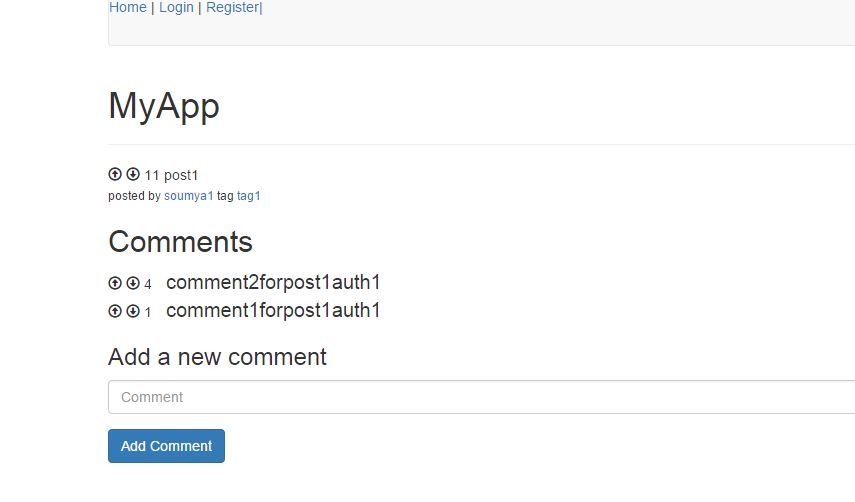 Home | Login | Register|
MyApp
11 post1
posted by soumya1 tag tag1
Comments
4 comment2forpost1auth1
1 comment1forpost1auth1
Add a new comment
Comment
Add Comment